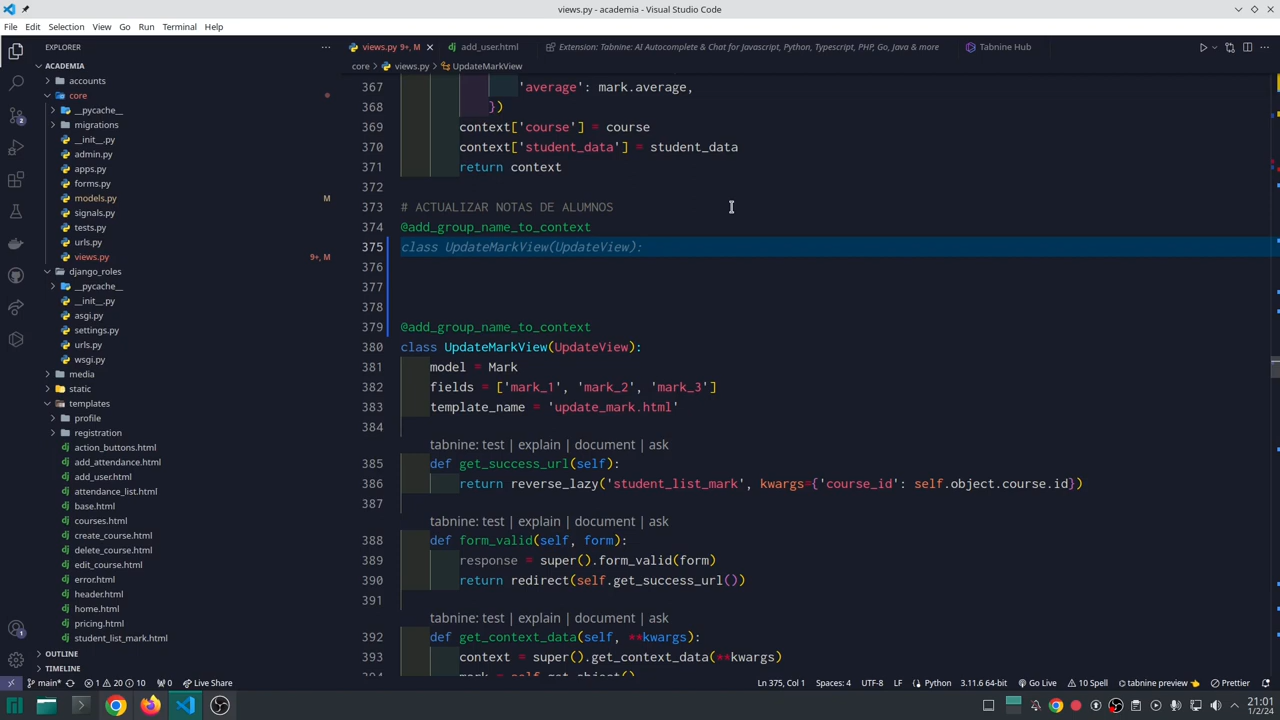 views.py - academia - Visual Studio Code
File Edit Selection View Go Run Terminal Help
EXPLORER
ACADEMIA
accounts
core
__pycache__
migrations
__init__.py
admin.py
apps.py
forms.py
models.py M
signals.py
tests.py
urls.py
views.py 9+, M
django_roles
__pycache__
__init__.py
asgi.py
settings.py
urls.py
wsgi.py
media
static
templates
profile
registration
action_buttons.html
add_attendance.html
add_user.html
attendance_list.html
base.html
courses.html
create_course.html
delete_course.html
edit_course.html
error.html
header.html
home.html
pricing.html
student_list_mark.html
OUTLINE
TIMELINE
views.py 9+, M add_user.html Extension: Tabnine: AI Autocomplete & Chat for Javascript, Python, Typescript, PHP, Go, Java & more Tabnine Hub
core > views.py > UpdateMarkView
367 'average': mark.average,
368 })
369 context['course'] = course
370 context['student_data'] = student_data
371 return context
372
373 # ACTUALIZAR NOTAS DE ALUMNOS
374 @add_group_name_to_context
375 class UpdateMarkView(UpdateView):
376
377
378
379 @add_group_name_to_context
380 class UpdateMarkView(UpdateView):
381 model = Mark
382 fields = ['mark_1', 'mark_2', 'mark_3']
383 template_name = 'update_mark.html'
384
tabnine: test | explain | document | ask
385 def get_success_url(self):
386 return reverse_lazy('student_list_mark', kwargs={'course_id': self.object.course.id})
387
tabnine: test | explain | document | ask
388 def form_valid(self, form):
389 response = super().form_valid(form)
390 return redirect(self.get_success_url())
391
tabnine: test | explain | document | ask
392 def get_context_data(self, **kwargs):
393 context = super().get_context_data(**kwargs)
394 mark = self.get_object()
main* 1 20 10 0 Live Share Ln 375, Col 1 Spaces: 4 UTF-8 LF Python 3.11.6 64-bit Go Live 10 Spell tabnine preview Prettier
21:01
1/2/24